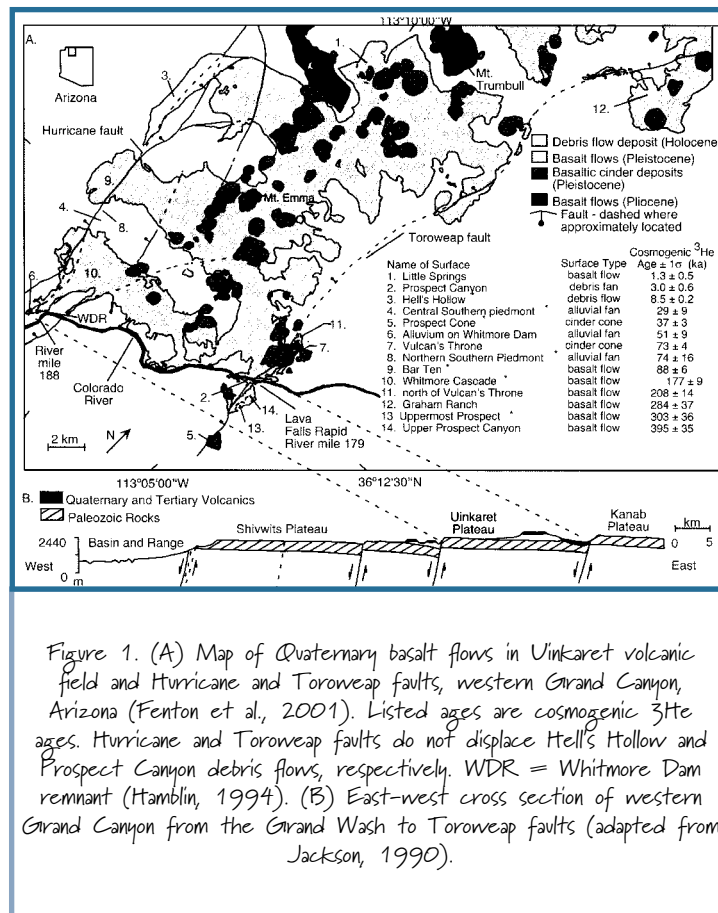 113°10'00"W
A.
1.
Mt.
Trumbull
3.
Arizona
12.
Hurricane fault
Debris flow deposit (Holocene
Basalt flows (Pleistocene)
Basaltic cinder deposits
(Pleistocene)
Basalt flows (Pliocene)
Fault - dashed where
approximately located
9.
4.
8.
Mt. Emma
Toroweap fault
10.
6.
WDR
River
mile
188
Colorado
River
11.
7.
2.
14.
13.
5.
Lava
Falls Rapid
River mile 179
2 km
N
Cosmogenic ³He
Name of Surface Surface Type Age ± 1σ (ka)
1. Little Springs basalt flow 1.3 ± 0.5
2. Prospect Canyon debris fan 3.0 ± 0.6
3. Hell's Hollow debris flow 8.5 ± 0.2
4. Central Southern piedmont * alluvial fan 29 ± 9
5. Prospect Cone cinder cone 37 ± 3
6. Alluvium on Whitmore Dam alluvial fan 51 ± 9
7. Vulcan's Throne cinder cone 73 ± 4
8. Northern Southern Piedmont * alluvial fan 74 ± 16
9. Bar Ten * basalt flow 88 ± 6
10. Whitmore Cascade * basalt flow 177 ± 9
11. north of Vulcan's Throne basalt flow 208 ± 14
12. Graham Ranch basalt flow 284 ± 37
13 Uppermost Prospect * basalt flow 303 ± 36
14. Upper Prospect Canyon basalt flow 395 ± 35
113°05'00"W 36°12'30"N
B.
Quaternary and Tertiary Volcanics
Paleozoic Rocks
2440
West
0
m
Basin and Range
Shivwits Plateau
Uinkaret
Plateau
Kanab
Plateau
km
0 5
East
Figure 1. (A) Map of Quaternary basalt flows in Uinkaret volcanic
field and Hurricane and Toroweap faults, western Grand Canyon,
Arizona (Fenton et al., 2001). Listed ages are cosmogenic 3He
ages. Hurricane and Toroweap faults do not displace Hell's Hollow and
Prospect Canyon debris flows, respectively. WDR = Whitmore Dam
remnant (Hamblin, 1994). (B) East-west cross section of western
Grand Canyon from the Grand Wash to Toroweap faults (adapted from
Jackson, 1990).